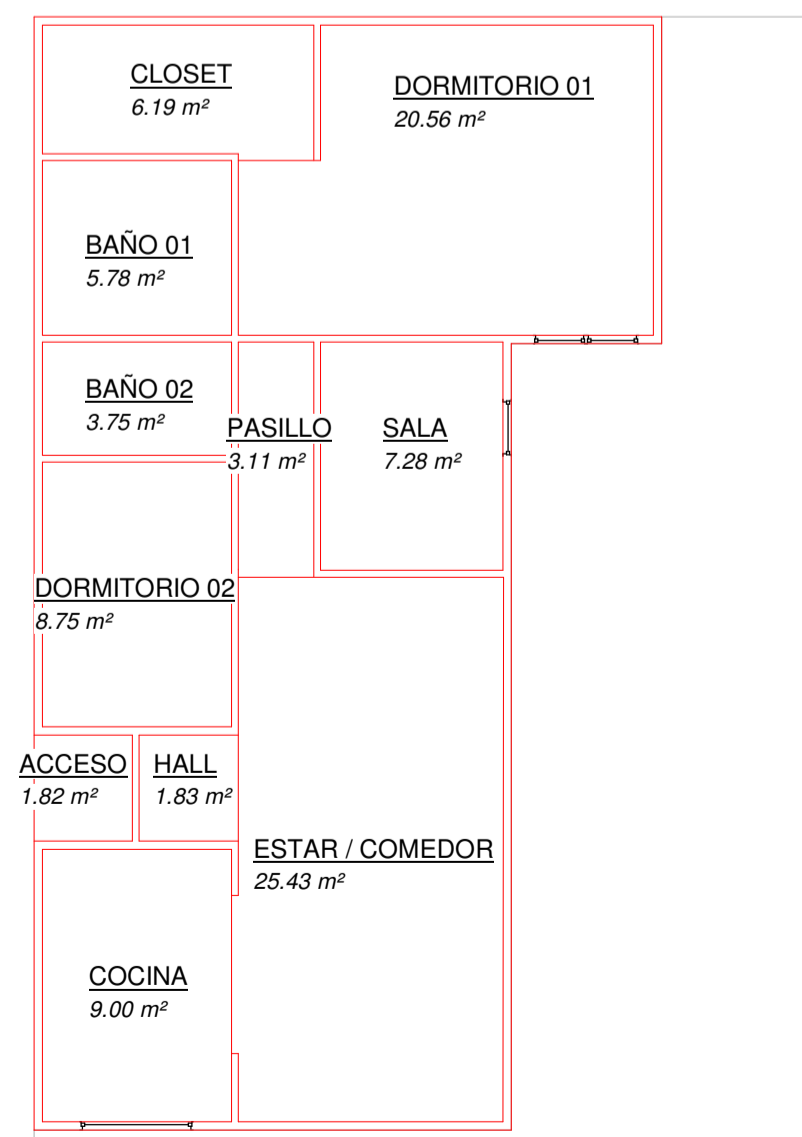 CLOSET
6.19 m²
DORMITORIO 01
20.56 m²
BAÑO 01
5.78 m²
BAÑO 02
3.75 m²
PASILLO
3.11 m²
SALA
7.28 m²
DORMITORIO 02
8.75 m²
ACCESO
1.82 m²
HALL
1.83 m²
ESTAR / COMEDOR
25.43 m²
COCINA
9.00 m²